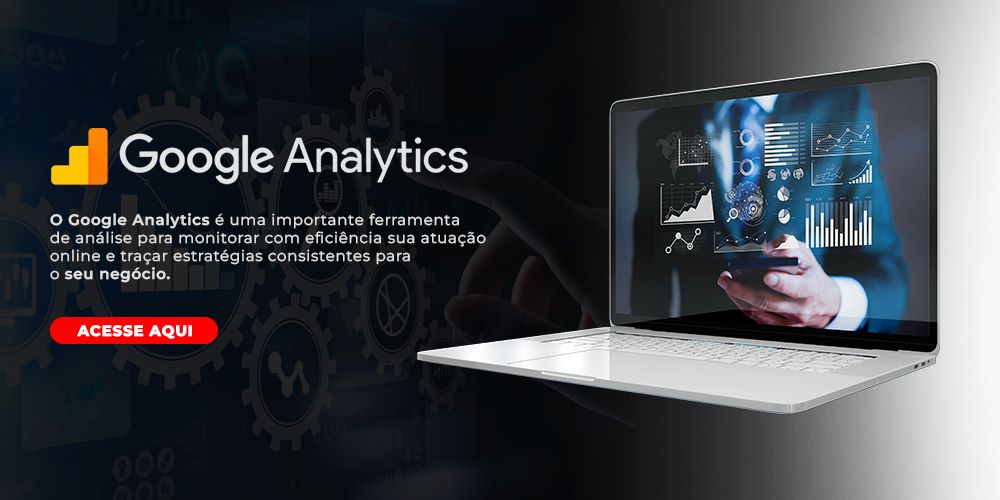 Google Analytics
O Google Analytics é uma importante ferramenta
de análise para monitorar com eficiência sua atuação
online e traçar estratégias consistentes para
o seu negócio.
ACESSE AQUI